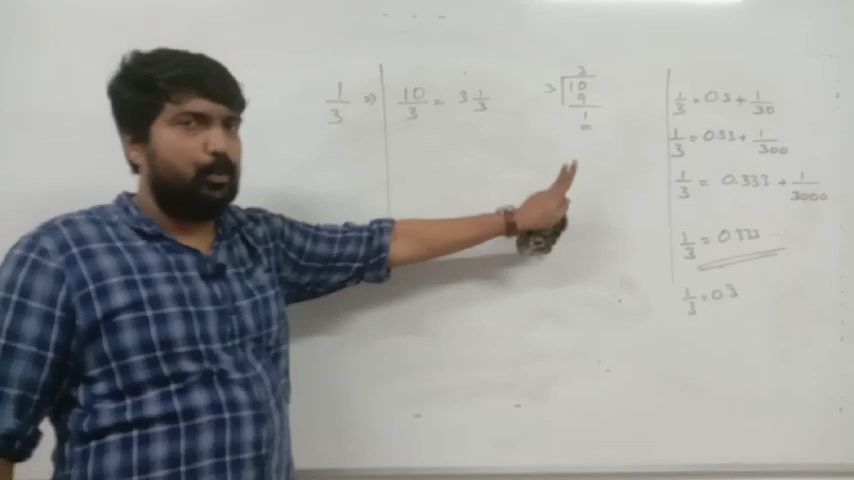 1/3 ⇒
10/3 = 3 1/3
3
3 10
9
1
1/3 = 0.3 + 1/30
1/3 = 0.33 + 1/300
1/3 = 0.333 + 1/3000
1/3 = 0.333...
1/3 = 0.3